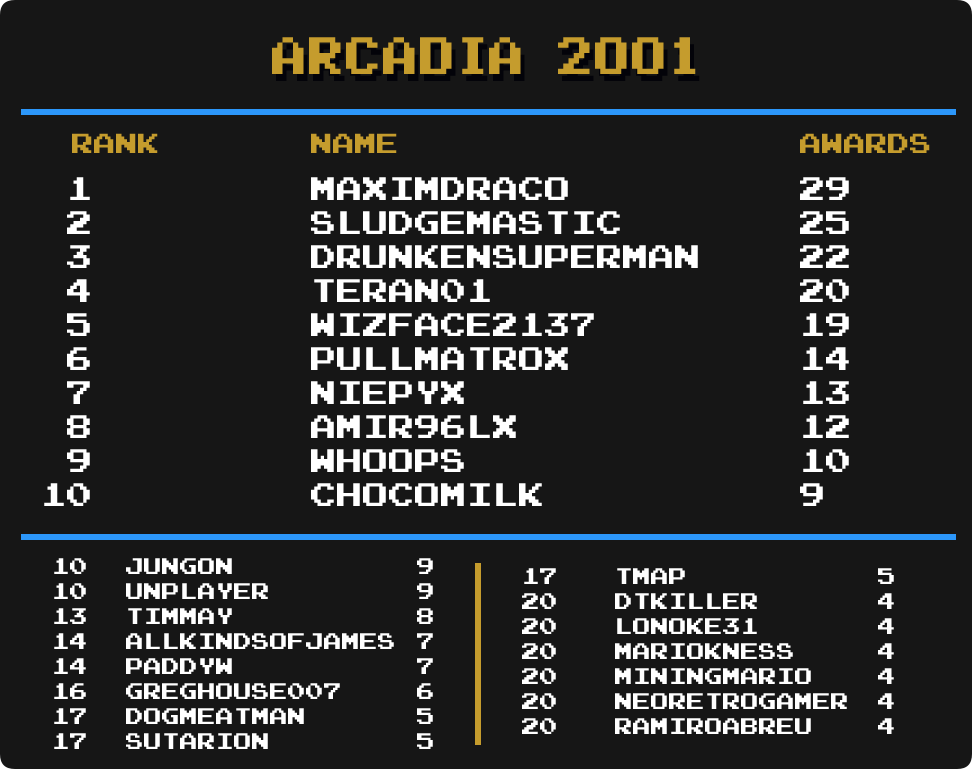 ARCADIA 2001
RANK NAME AWARDS
1 MAXIMDRACO 29
2 SLUDGEMASTIC 25
3 DRUNKENSUPERMAN 22
4 TERAN01 20
5 WIZFACE2137 19
6 PULLMATROX 14
7 NIEPYX 13
8 AMIR96LX 12
9 WHOOPS 10
10 CHOCOMILK 9
10 JUNGON 9
10 UNPLAYER 9
13 TIMMAY 8
14 ALLKINDSOFJAMES 7
14 PADDYW 7
16 GREGHOUSE007 6
17 DOGMEATMAN 5
17 SUTARION 5
17 TMAP 5
20 DTKILLER 4
20 LONOKE31 4
20 MARIOKNESS 4
20 MININGMARIO 4
20 NEORETROGAMER 4
20 RAMIROABREU 4